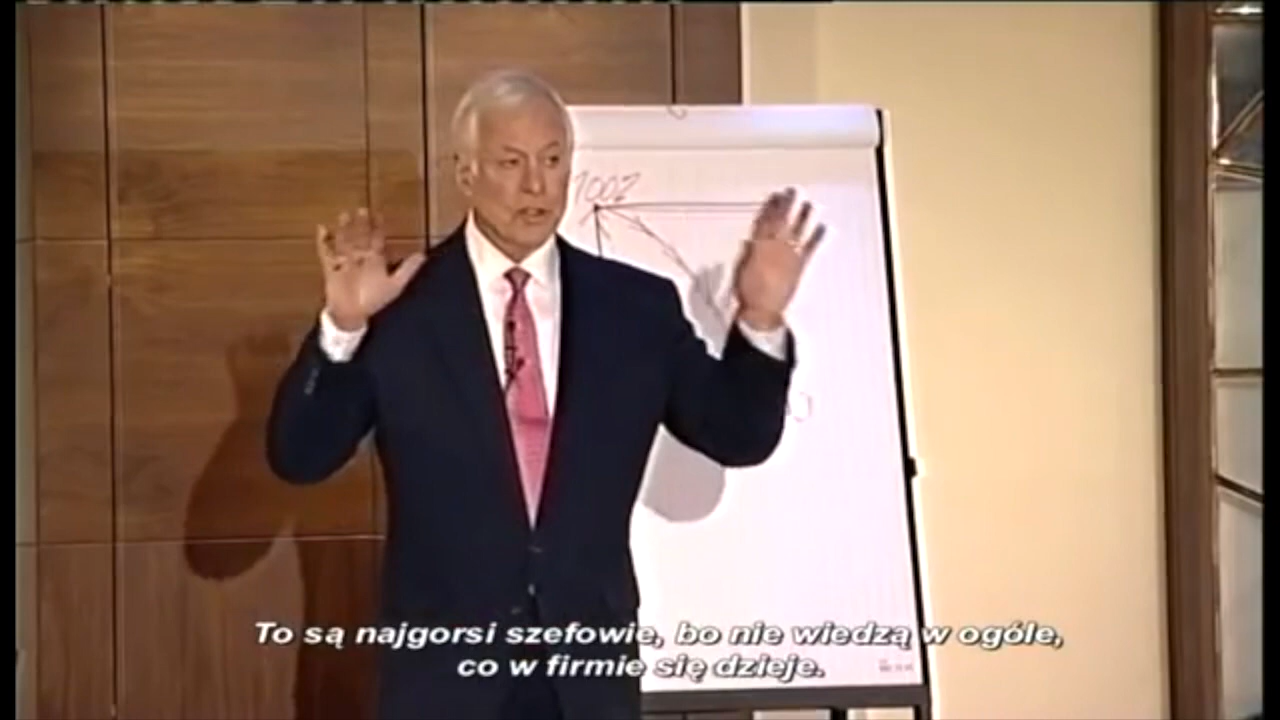 To są najgorsi szefowie, bo nie wiedzą w ogóle,
co w firmie się dzieje.